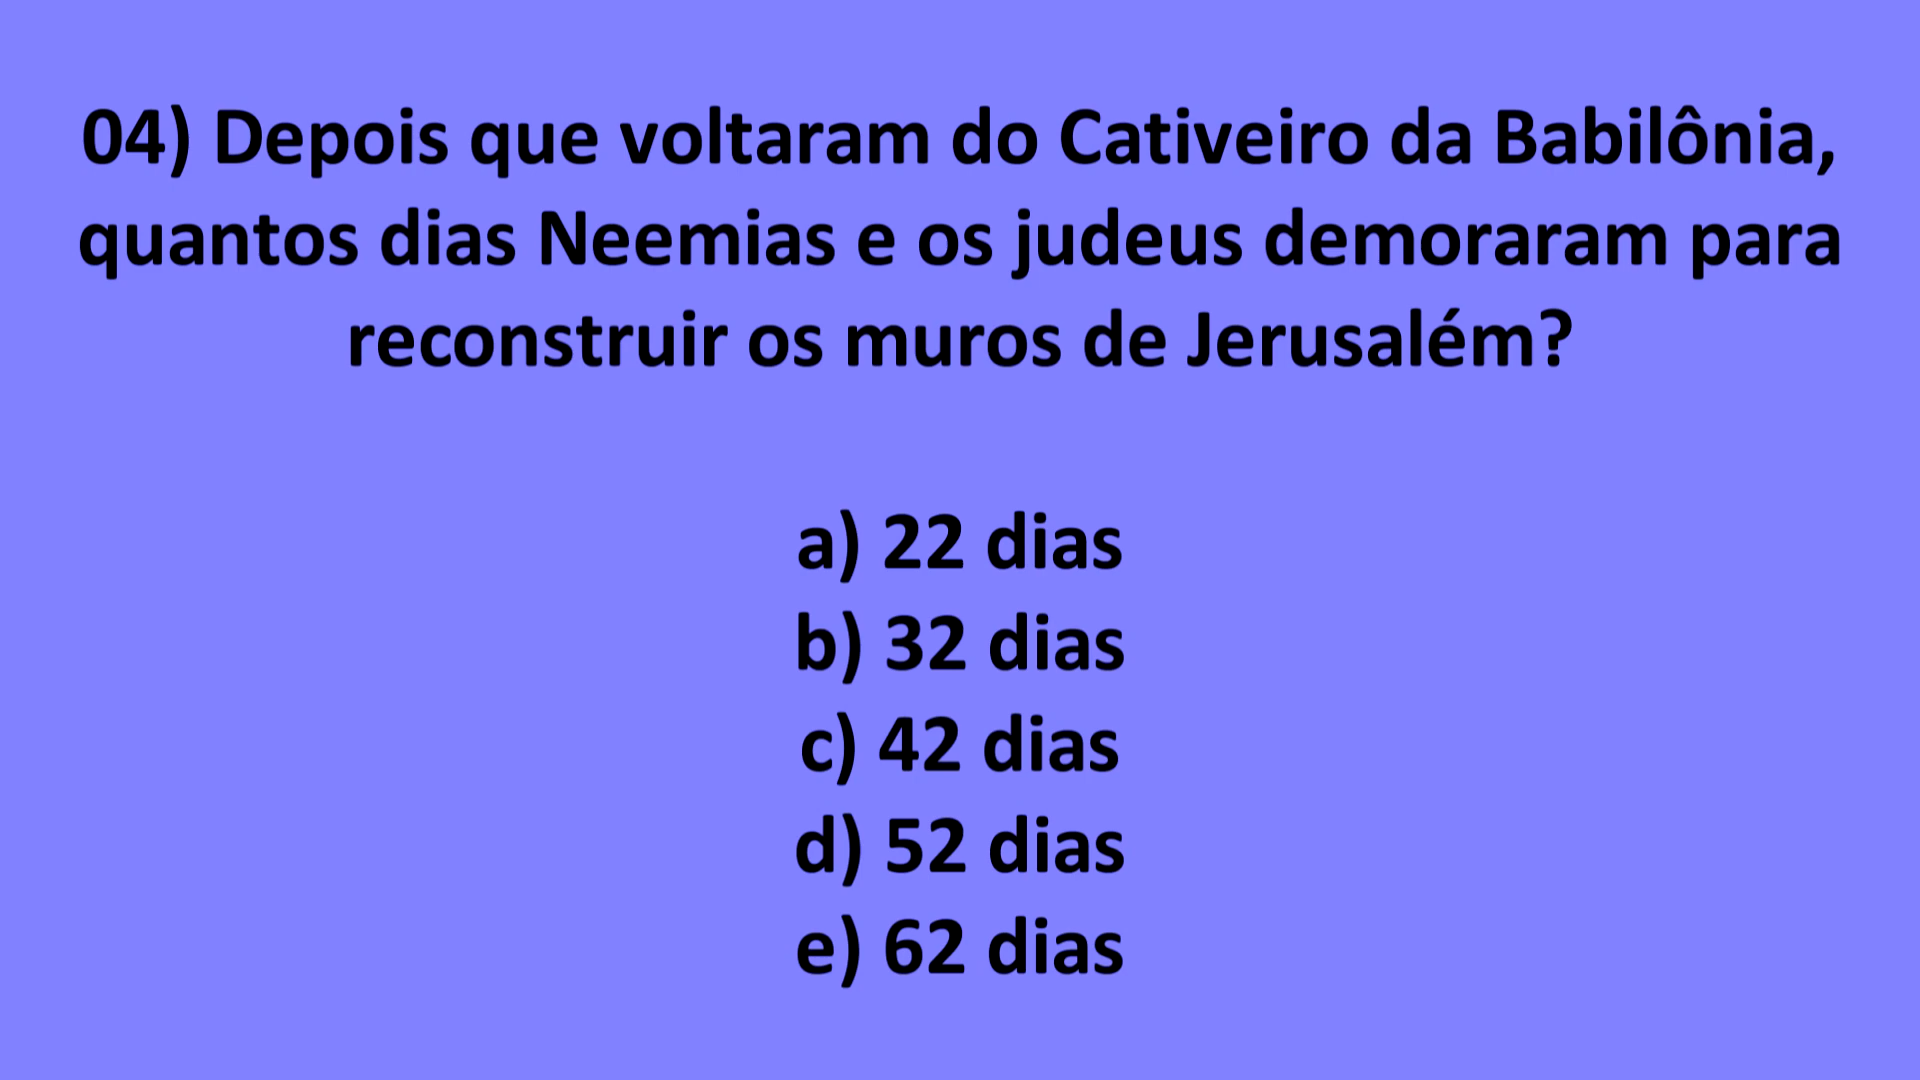 04) Depois que voltaram do Cativeiro da Babilônia,
quantos dias Neemias e os judeus demoraram para
reconstruir os muros de Jerusalém?
a) 22 dias
b) 32 dias
c) 42 dias
d) 52 dias
e) 62 dias